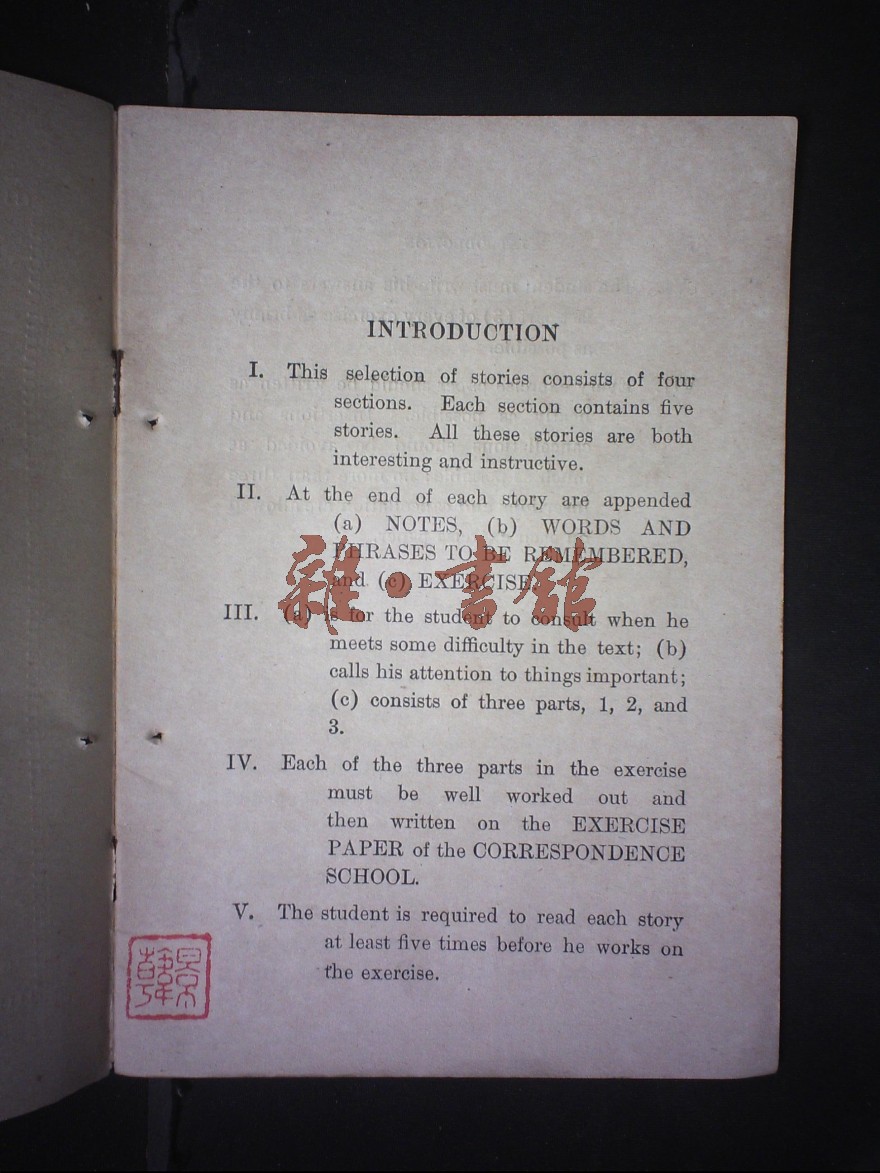 INTRODUCTION
I. This selection of stories consists of four
sections. Each section contains five
stories. All these stories are both
interesting and instructive.
II. At the end of each story are appended
(a) NOTES, (b) WORDS AND
PHRASES TO BE REMEMBERED,
and (c) EXERCISE.
III. (a) is for the student to consult when he
meets some difficulty in the text; (b)
calls his attention to things important;
(c) consists of three parts, 1, 2, and
3.
IV. Each of the three parts in the exercise
must be well worked out and
then written on the EXERCISE
PAPER of the CORRESPONDENCE
SCHOOL.
V. The student is required to read each story
at least five times before he works on
the exercise.
雜·書館